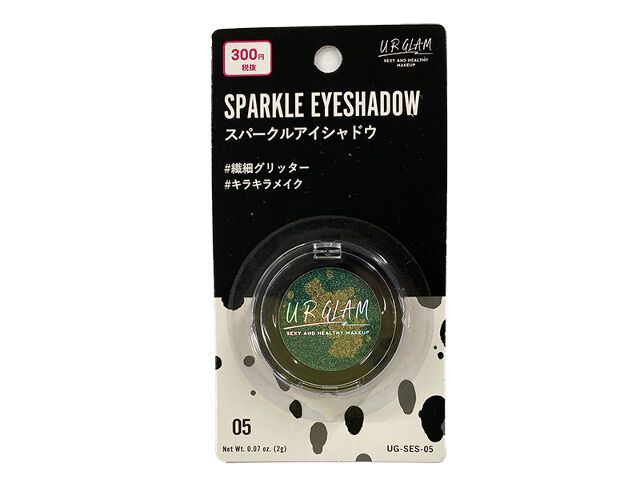 300円
税抜
UR GLAM
SEXY AND HEALTHY
MAKEUP
SPARKLE EYESHADOW
スパークルアイシャドウ
#繊細グリッター
#キラキラメイク
UR GLAM
SEXY AND HEALTHY MAKEUP
05
Net Wt. 0.07 oz. (2g)
UG-SES-05